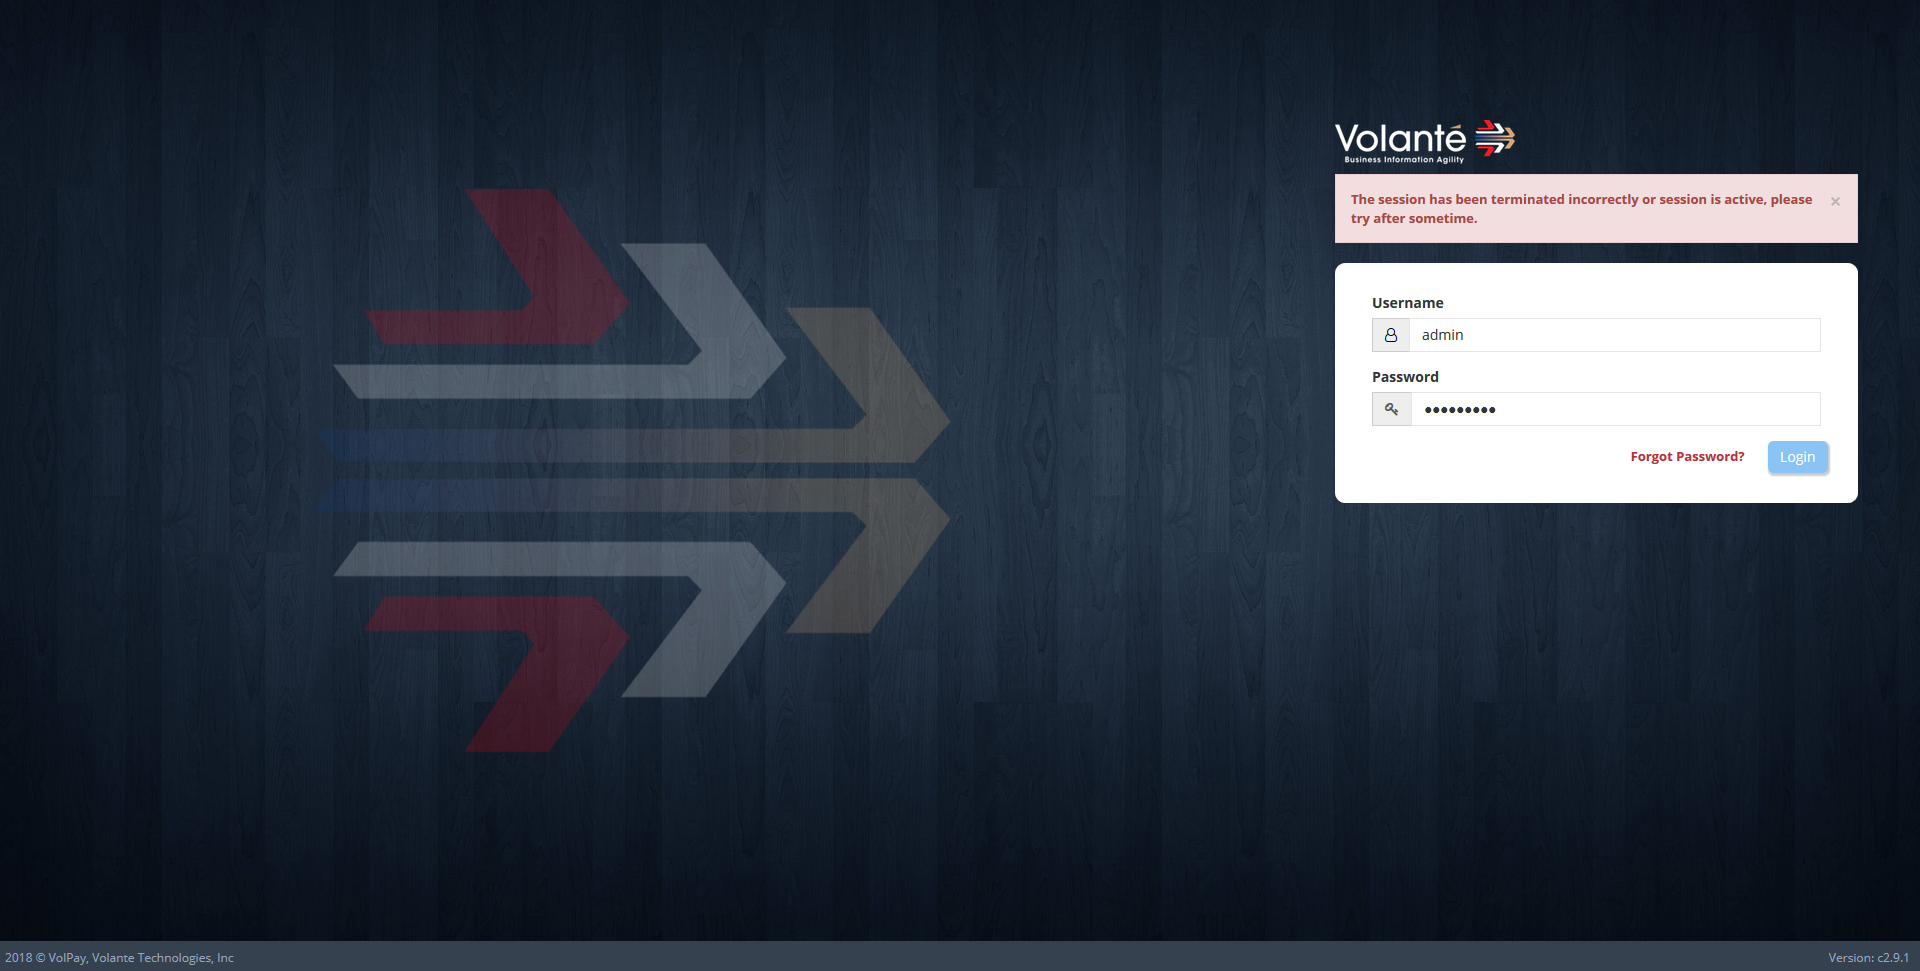 Volanté
Business Information Agility
The session has been terminated incorrectly or session is active, please
try after sometime.
×
Username
admin
Password
•••••••••
Forgot Password?
Login
2018 © VolPay, Volante Technologies, Inc
Version: c2.9.1